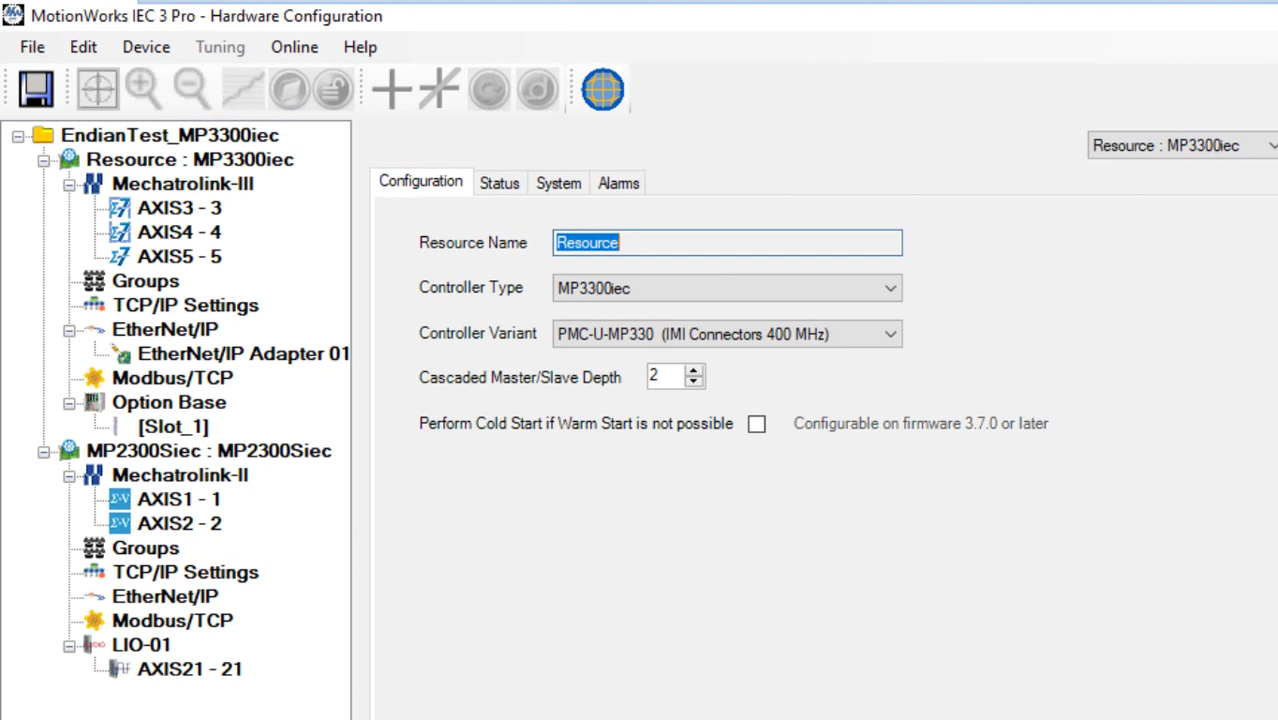 MotionWorks IEC 3 Pro - Hardware Configuration
File Edit Device Tuning Online Help
EndianTest_MP3300iec
Resource : MP3300iec
Mechatrolink-III
AXIS3 - 3
AXIS4 - 4
AXIS5 - 5
Groups
TCP/IP Settings
EtherNet/IP
EtherNet/IP Adapter 01
Modbus/TCP
Option Base
[Slot_1]
MP2300Siec : MP2300Siec
Mechatrolink-II
Σ-V AXIS1 - 1
Σ-V AXIS2 - 2
Groups
TCP/IP Settings
EtherNet/IP
Modbus/TCP
LIO-01
AXIS21 - 21
Resource : MP3300iec
Configuration Status System Alarms
Resource Name Resource
Controller Type MP3300iec
Controller Variant PMC-U-MP330 (IMI Connectors 400 MHz)
Cascaded Master/Slave Depth 2
Perform Cold Start if Warm Start is not possible Configurable on firmware 3.7.0 or later